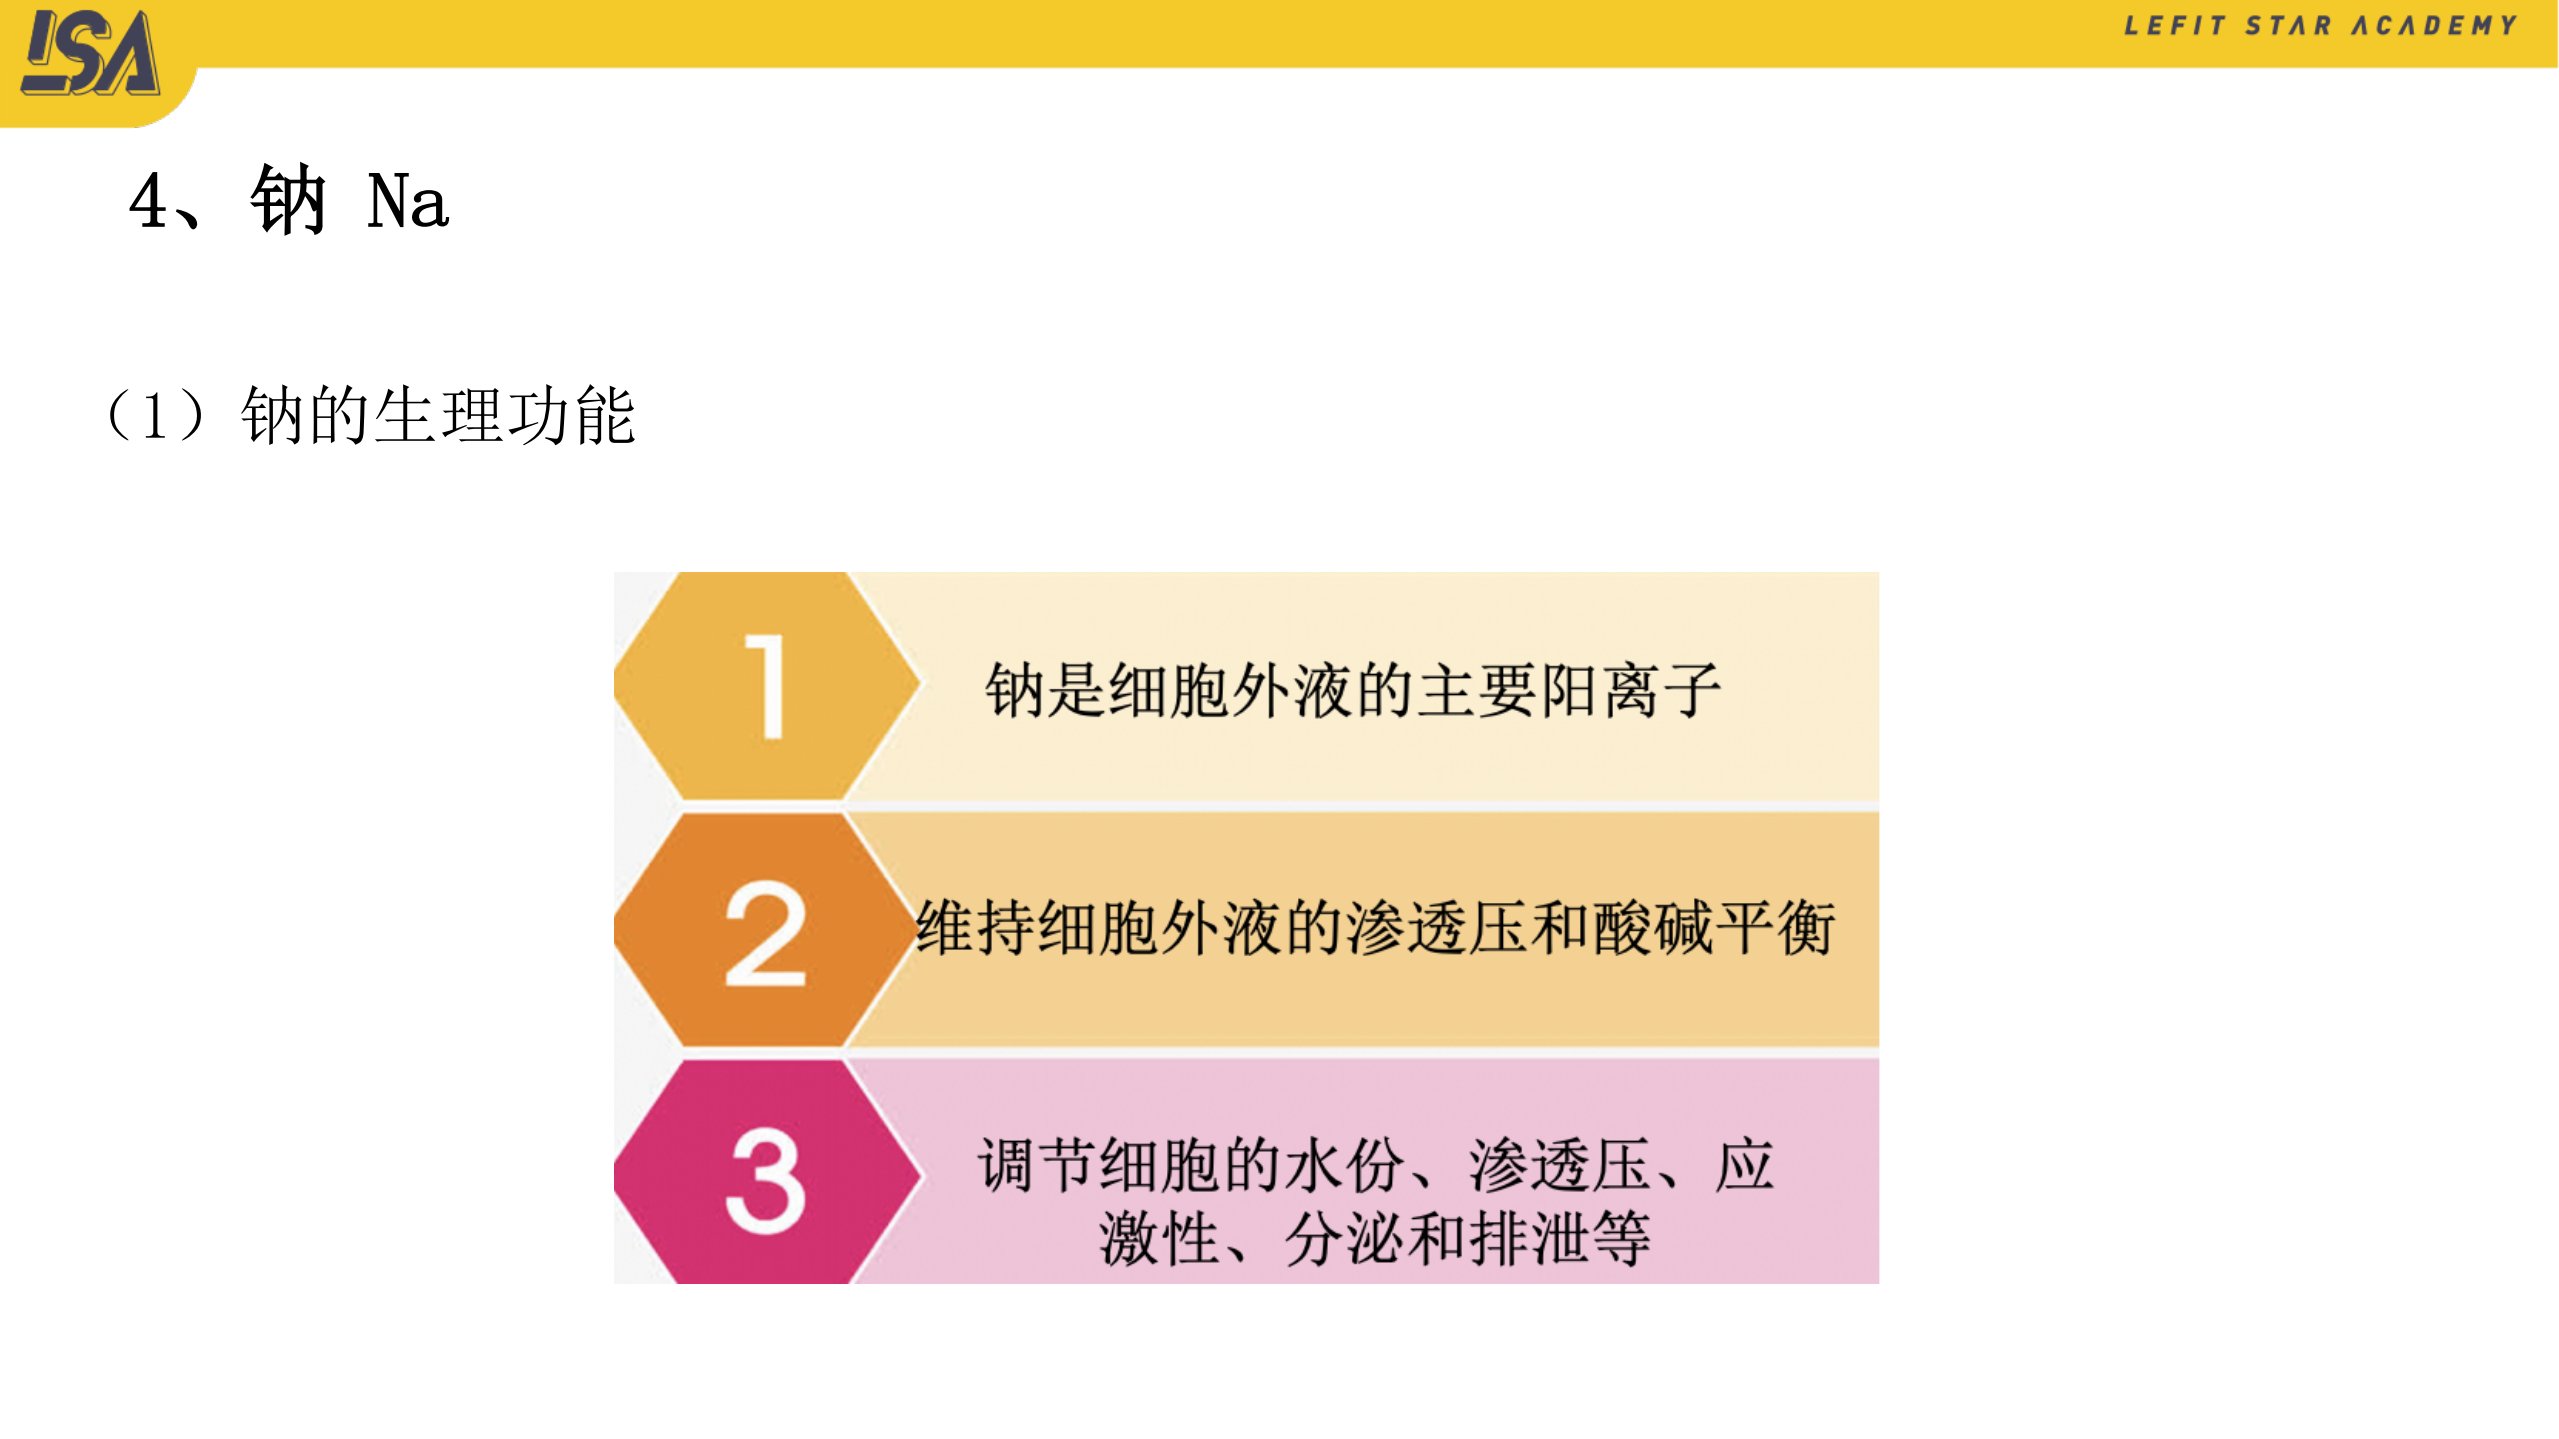 LSA
LEFIT STAR ACADEMY
4、钠 Na
（1）钠的生理功能
1
钠是细胞外液的主要阳离子
2
维持细胞外液的渗透压和酸碱平衡
3
调节细胞的水份、渗透压、应
激性、分泌和排泄等